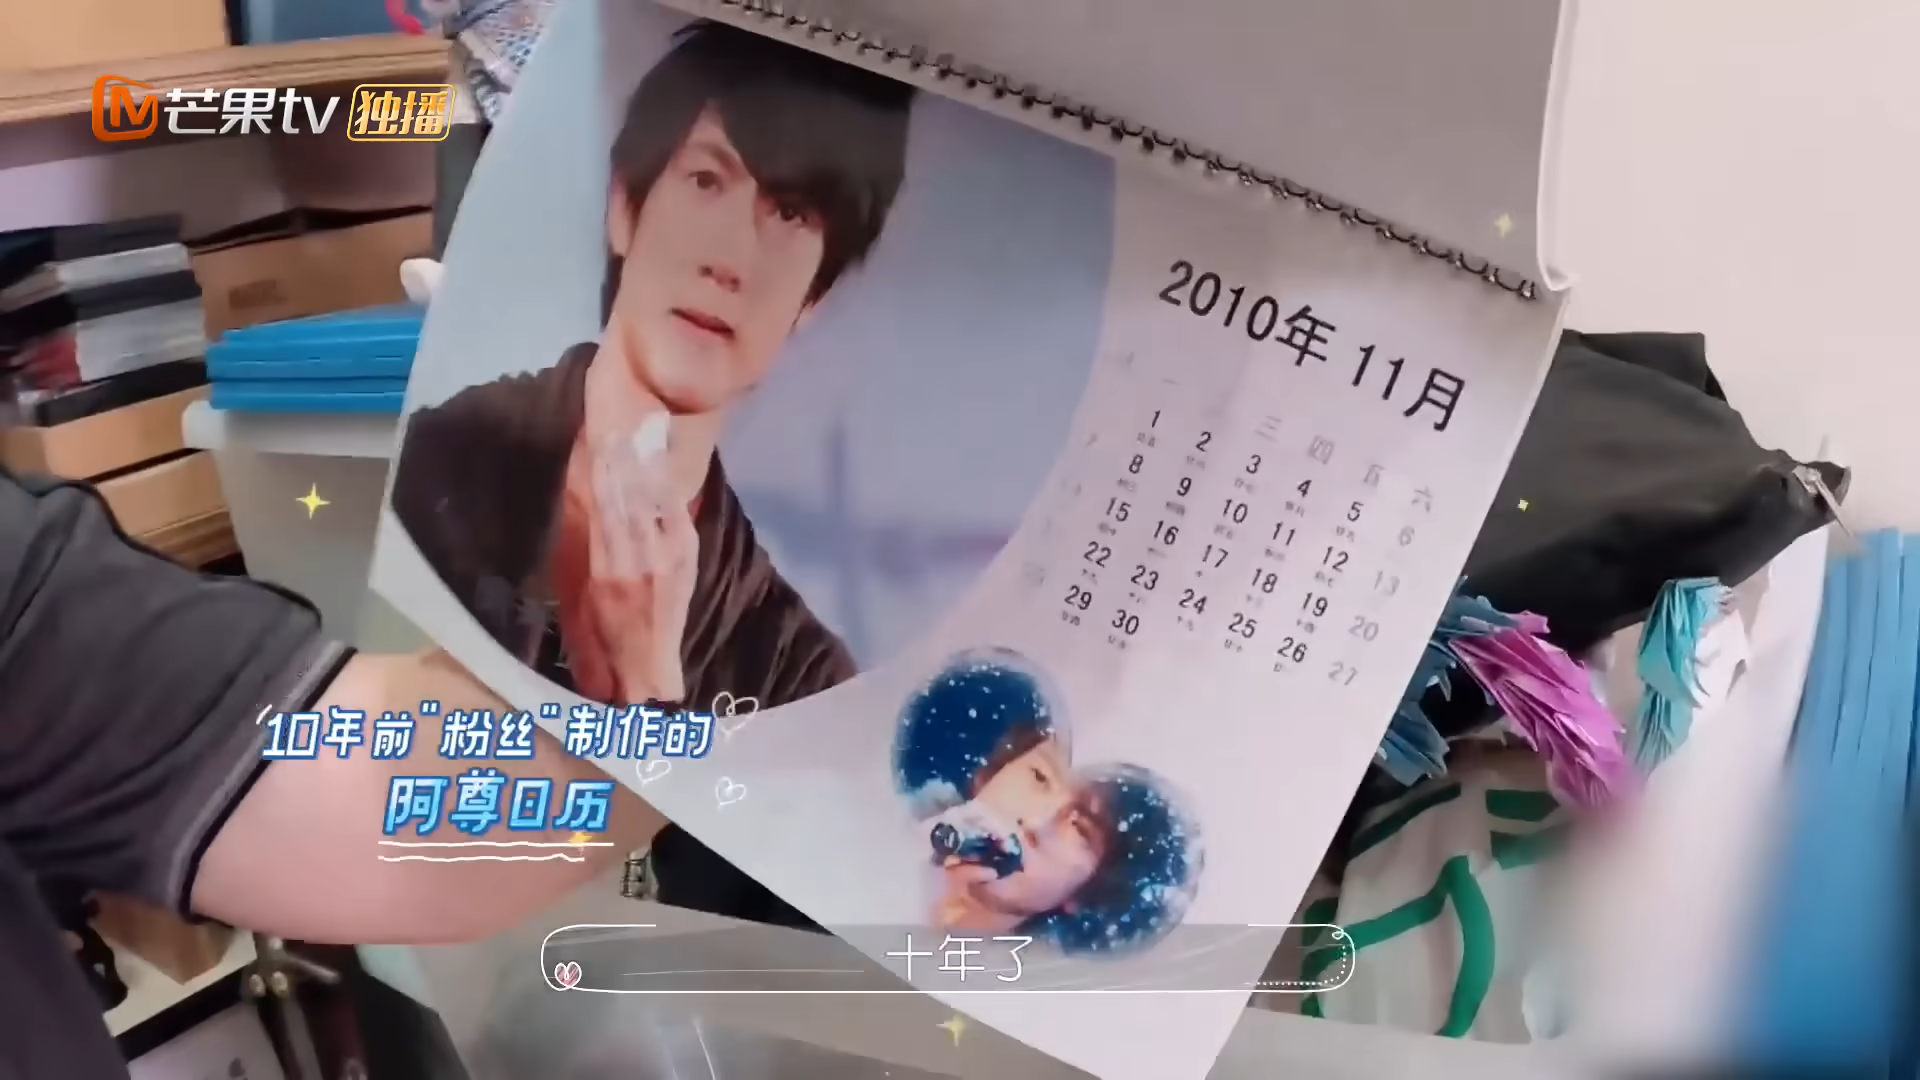 芒果tv 独播
2010年 11月
一
三 四 五 六
1 2 3 4 5 6
8 9 10 11 12 13
15 16 17 18 19 20
22 23 24 25 26 27
29 30
10年前"粉丝"制作的
阿尊日历
十年了